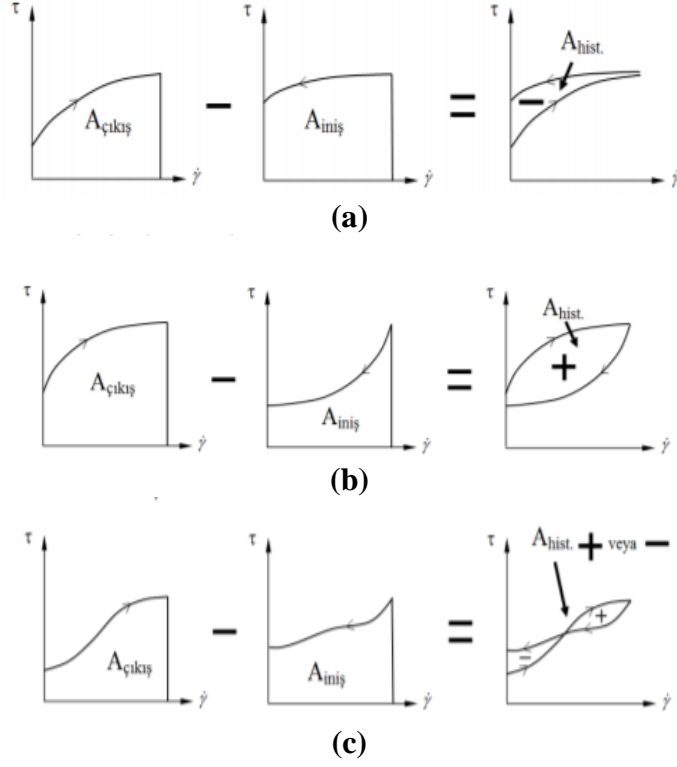 τ τ τ A_hist.
A_çıkış − A_iniş = −
γ̇ γ̇ γ̇
(a)
τ τ τ A_hist.
A_çıkış − A_iniş = +
γ̇ γ̇ γ̇
(b)
τ τ τ A_hist. + veya −
A_çıkış − A_iniş = − +
γ̇ γ̇ γ̇
(c)